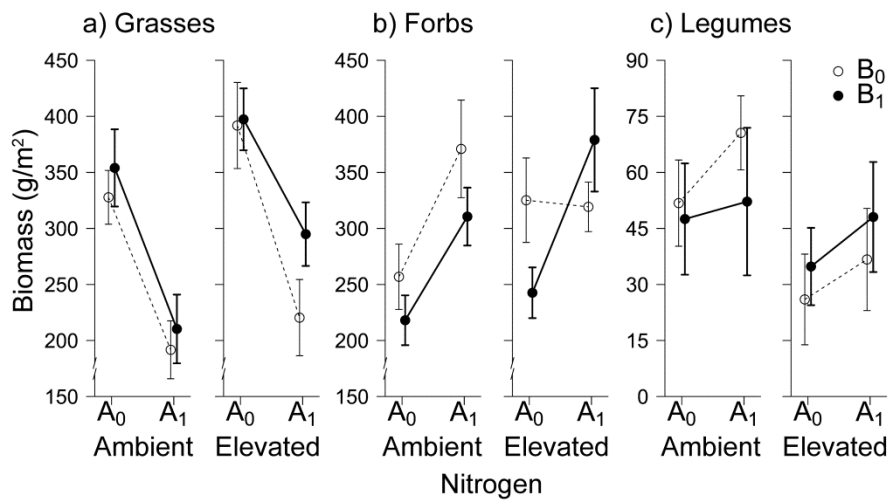 a) Grasses
b) Forbs
c) Legumes
Biomass (g/m²)
450
400
350
300
250
200
150
450
400
350
300
250
200
150
90
75
60
45
30
15
0
B₀
B₁
A₀ A₁ A₀ A₁ A₀ A₁ A₀ A₁ A₀ A₁ A₀ A₁
Ambient Elevated Ambient Elevated Ambient Elevated
Nitrogen